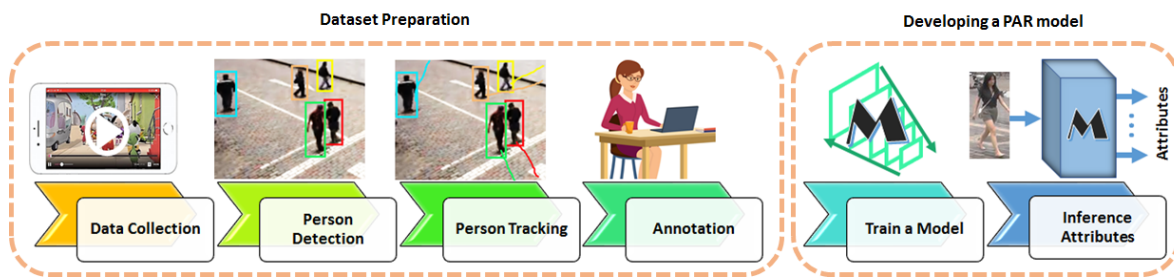 Dataset Preparation
Developing a PAR model
M
M
Attributes
Data Collection
Person
Detection
Person Tracking
Annotation
Train a Model
Inference
Attributes